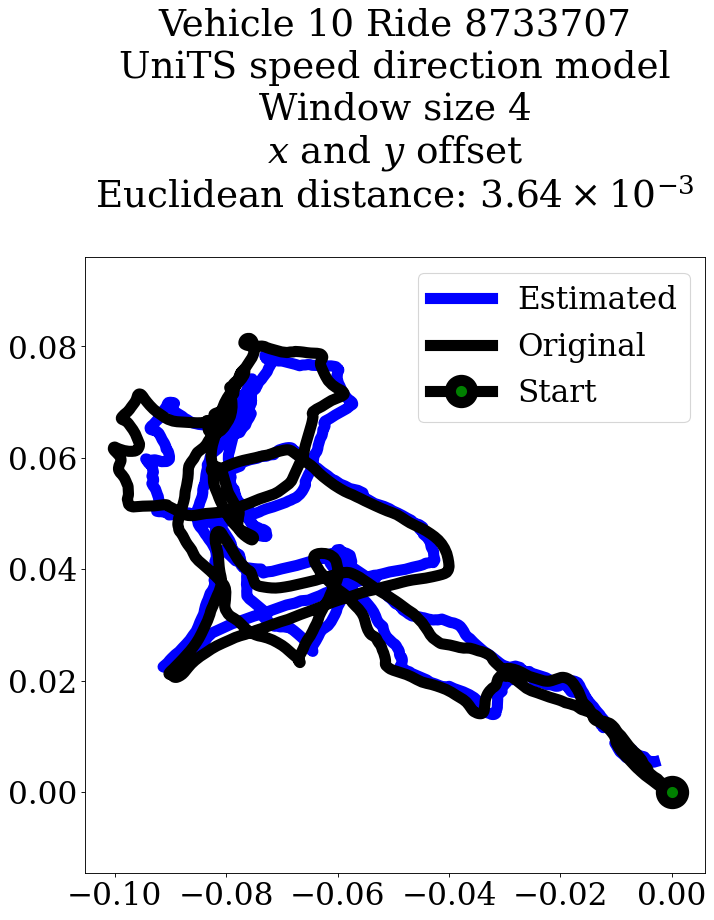 Vehicle 10 Ride 8733707
UniTS speed direction model
Window size 4
x and y offset
Euclidean distance: 3.64 × 10⁻³
Estimated
Original
Start
0.08
0.06
0.04
0.02
0.00
−0.10 −0.08 −0.06 −0.04 −0.02 0.00